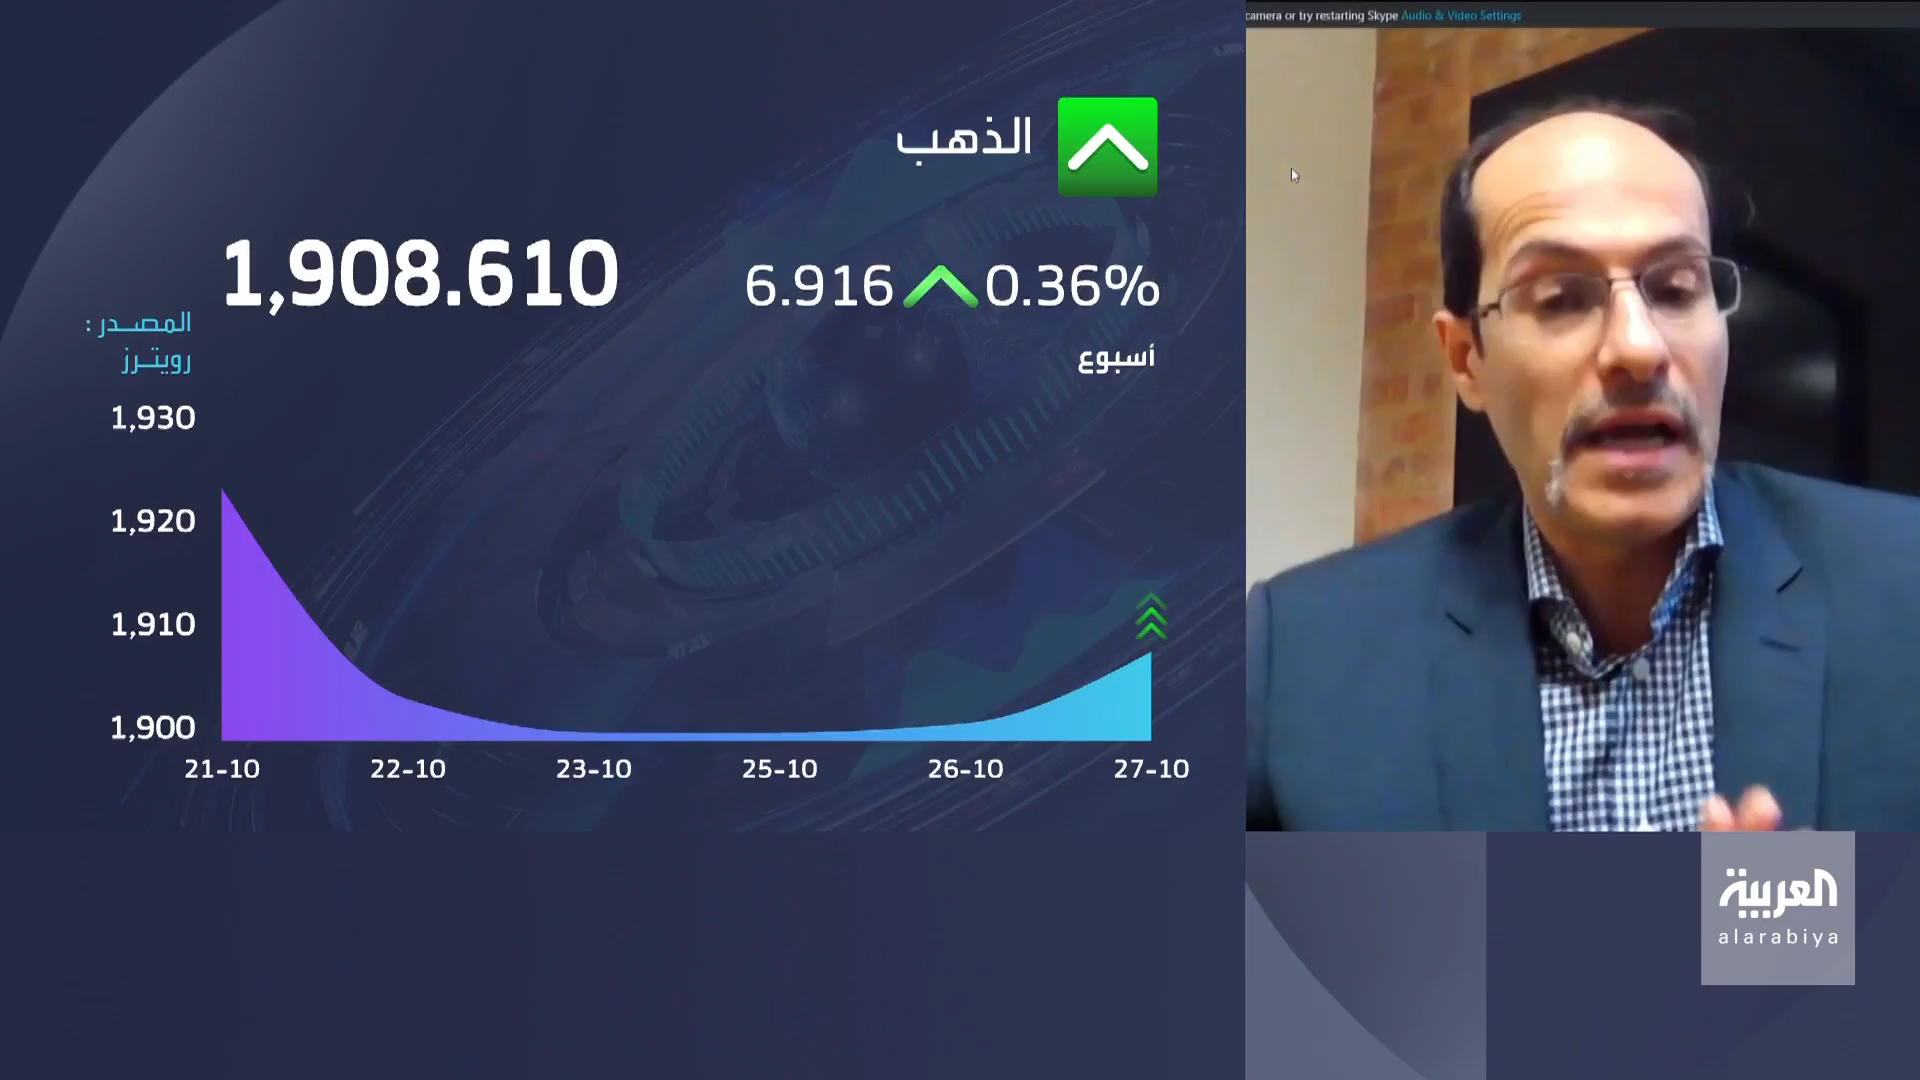 camera or try restarting Skype Audio & Video Settings
الذهب
1,908.610
6.916 0.36%
المصدر :
رويترز
أسبوع
1,930
1,920
1,910
1,900
21-10 22-10 23-10 25-10 26-10 27-10
العربية
alarabiya